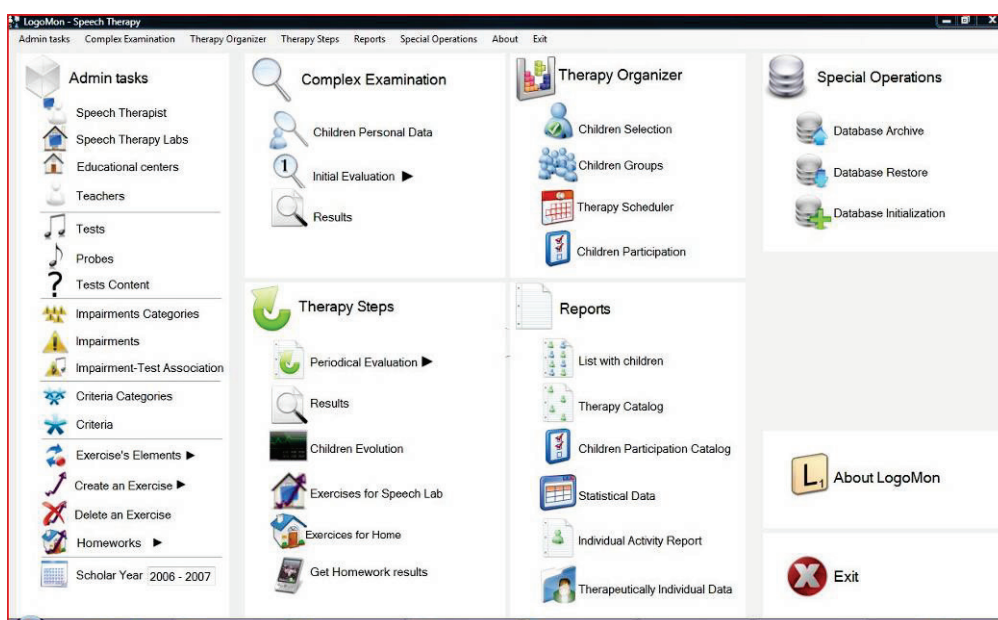 LogoMon - Speech Therapy
Admin tasks Complex Examination Therapy Organizer Therapy Steps Reports Special Operations About Exit
Admin tasks
Speech Therapist
Speech Therapy Labs
Educational centers
Teachers
Tests
Probes
Tests Content
Impairments Categories
Impairments
Impairment-Test Association
Criteria Categories
Criteria
Exercise's Elements
Create an Exercise
Delete an Exercise
Homeworks
Scholar Year 2006 - 2007
Complex Examination
Children Personal Data
1
Initial Evaluation
Results
Therapy Organizer
Children Selection
Children Groups
Therapy Scheduler
Children Participation
Special Operations
Database Archive
Database Restore
Database Initialization
Therapy Steps
Periodical Evaluation
Results
Children Evolution
Exercises for Speech Lab
Exercices for Home
Get Homework results
Reports
List with children
Therapy Catalog
Children Participation Catalog
Statistical Data
Individual Activity Report
Therapeutically Individual Data
L1
About LogoMon
Exit